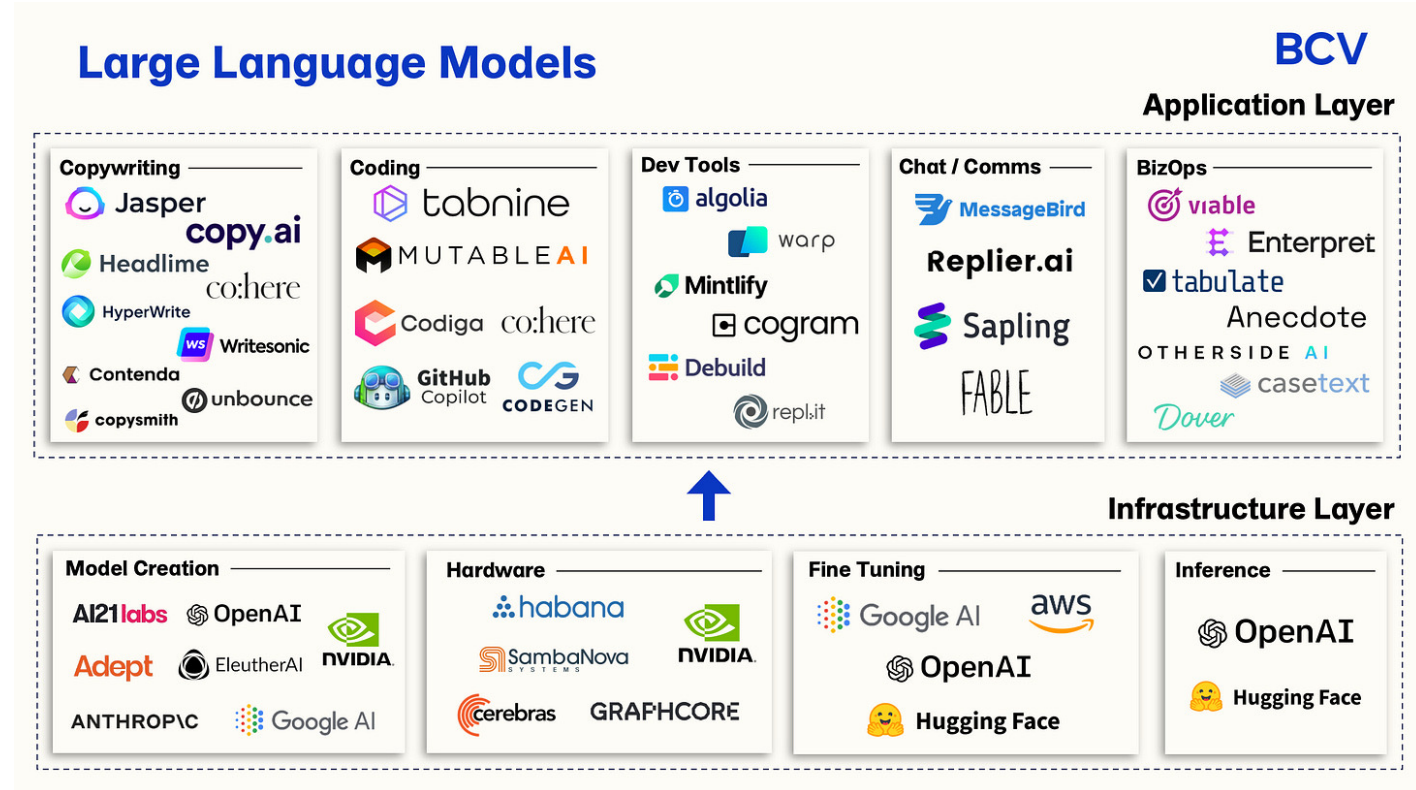 Large Language Models
BCV
Application Layer
Copywriting
Jasper
copy.ai
Headlime
co:here
HyperWrite
WS Writesonic
Contenda
unbounce
copysmith
Coding
tabnine
MUTABLEAI
Codiga co:here
GitHub
Copilot
CODEGEN
Dev Tools
algolia
warp
Mintlify
cogram
Debuild
repl.it
Chat / Comms
MessageBird
Replier.ai
Sapling
FABLE
BizOps
viable
Enterpret
tabulate
Anecdote
OTHERSIDE AI
casetext
Dover
Infrastructure Layer
Model Creation
AI21labs OpenAI
NVIDIA.
Adept EleutherAI
ANTHROP\C Google AI
Hardware
habana
NVIDIA.
SambaNova
SYSTEMS
cerebras GRAPHCORE
Fine Tuning
Google AI aws
OpenAI
Hugging Face
Inference
OpenAI
Hugging Face